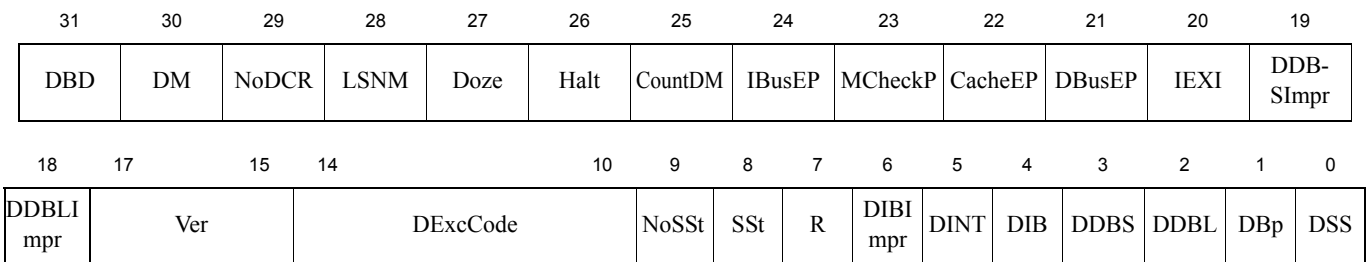 31 30 29 28 27 26 25 24 23 22 21 20 19
DBD DM NoDCR LSNM Doze Halt CountDM IBusEP MCheckP CacheEP DBusEP IEXI DDB-
SImpr
18 17 15 14 10 9 8 7 6 5 4 3 2 1 0
DDBLI
mpr Ver DExcCode NoSSt SSt R DIBI
mpr DINT DIB DDBS DDBL DBp DSS